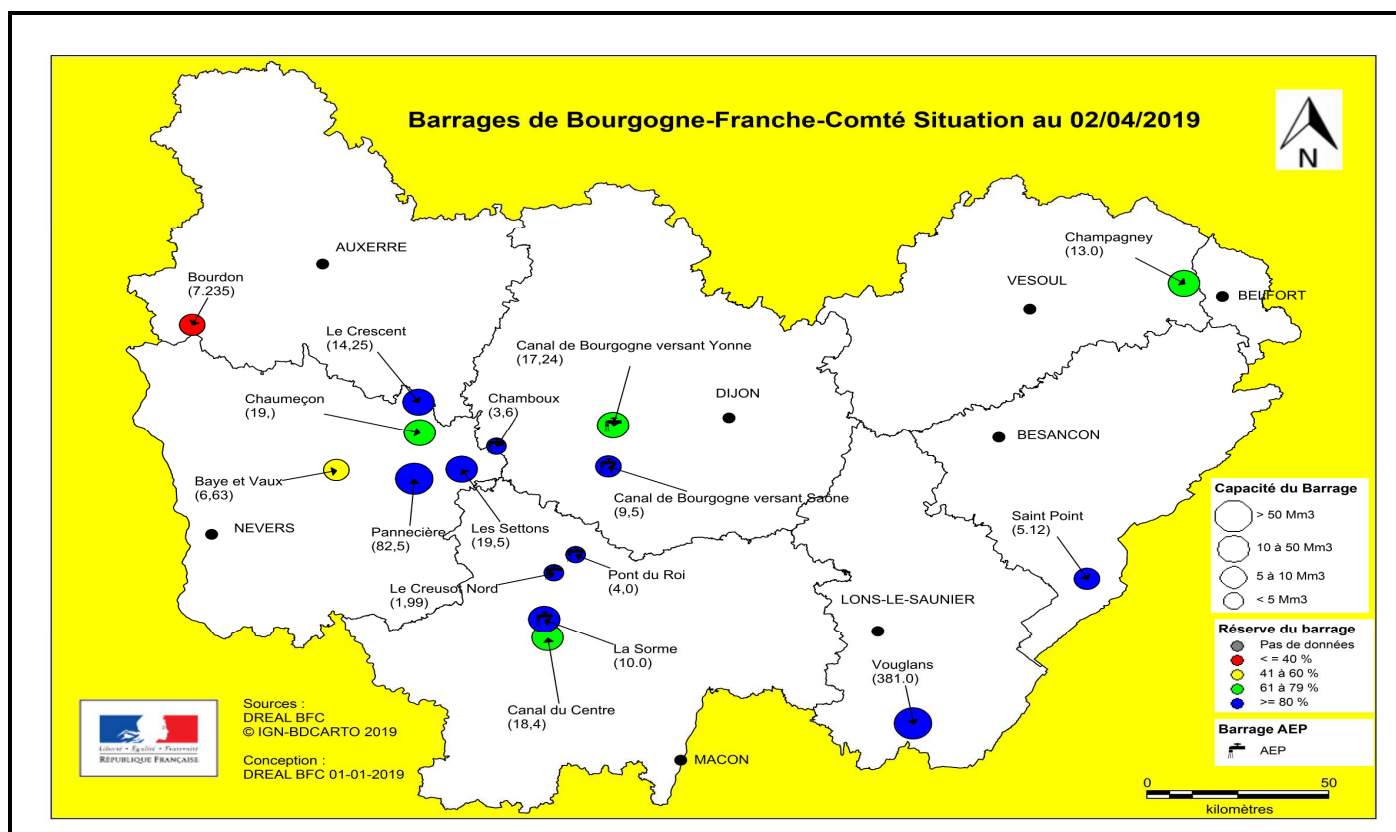 Barrages de Bourgogne-Franche-Comté Situation au 02/04/2019
N
AUXERRE
Bourdon
(7.235)
Le Crescent
(14,25)
Chaumeçon
(19,)
Baye et Vaux
(6,63)
NEVERS
Pannecière
(82,5)
Les Settons
(19,5)
Chamboux
(3,6)
Canal de Bourgogne versant Yonne
(17,24)
DIJON
Canal de Bourgogne versant Saône
(9,5)
Champagney
(13.0)
VESOUL
BELFORT
BESANCON
Saint Point
(5.12)
Pont du Roi
(4,0)
Le Creusot Nord
(1,99)
La Sorme
(10.0)
Canal du Centre
(18,4)
LONS-LE-SAUNIER
Vouglans
(381.0)
MACON
Capacité du Barrage
> 50 Mm3
10 à 50 Mm3
5 à 10 Mm3
< 5 Mm3
Réserve du barrage
Pas de données
< = 40 %
41 à 60 %
61 à 79 %
>= 80 %
Barrage AEP
AEP
0 50
kilomètres
Liberté • Égalité • Fraternité
RÉPUBLIQUE FRANÇAISE
Sources :
DREAL BFC
© IGN-BDCARTO 2019
Conception :
DREAL BFC 01-01-2019